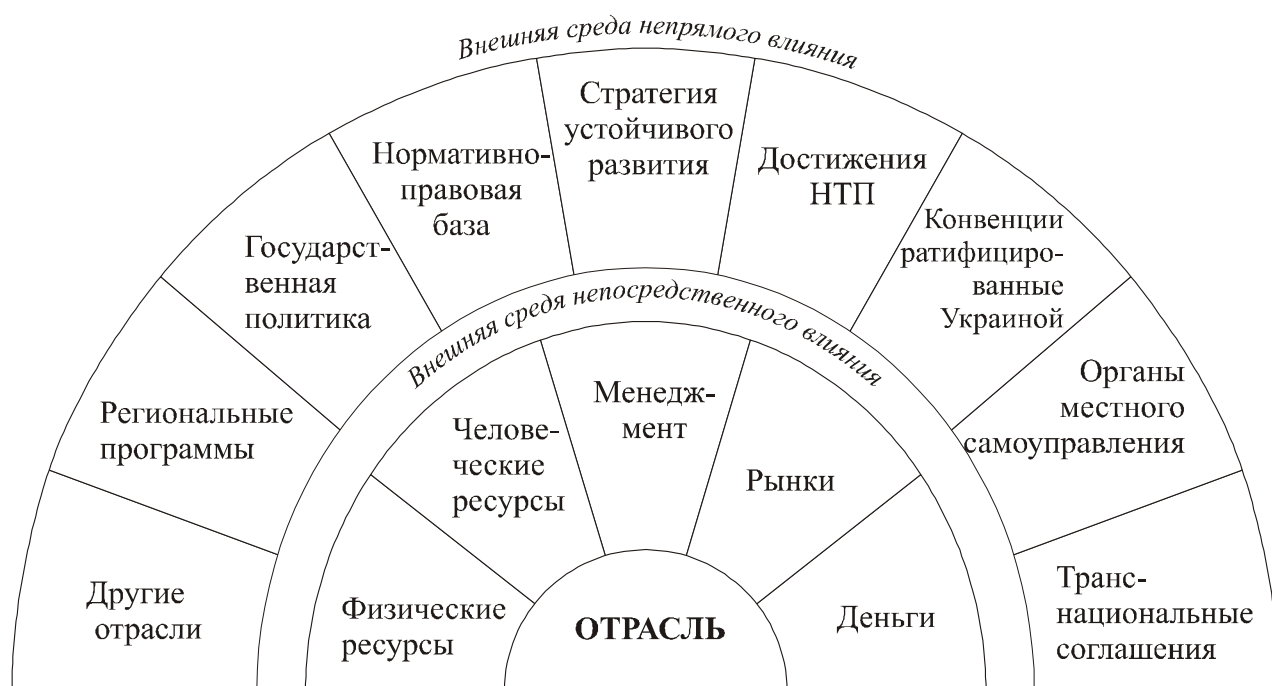 Внешняя среда непрямого влияния
Стратегия
устойчивого
развития
Нормативно-
правовая
база
Достижения
НТП
Государст-
венная
политика
Конвенции
ратифициро-
ванные
Украиной
Региональные
программы
Органы
местного
самоуправления
Другие
отрасли
Транс-
национальные
соглашения
Внешняя средя непосредственного влияния
Менедж-
мент
Челове-
ческие
ресурсы
Рынки
Физические
ресурсы
Деньги
ОТРАСЛЬ